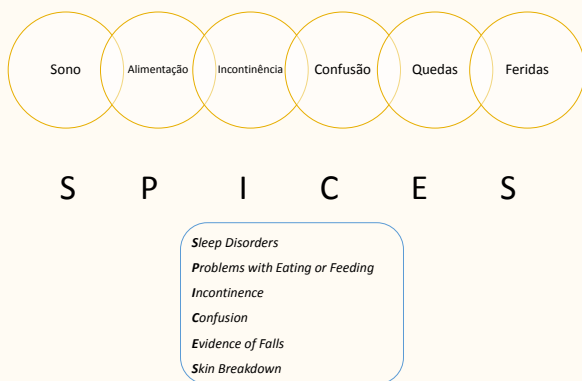 Sono Alimentação Incontinência Confusão Quedas Feridas
S P I C E S
Sleep Disorders
Problems with Eating or Feeding
Incontinence
Confusion
Evidence of Falls
Skin Breakdown